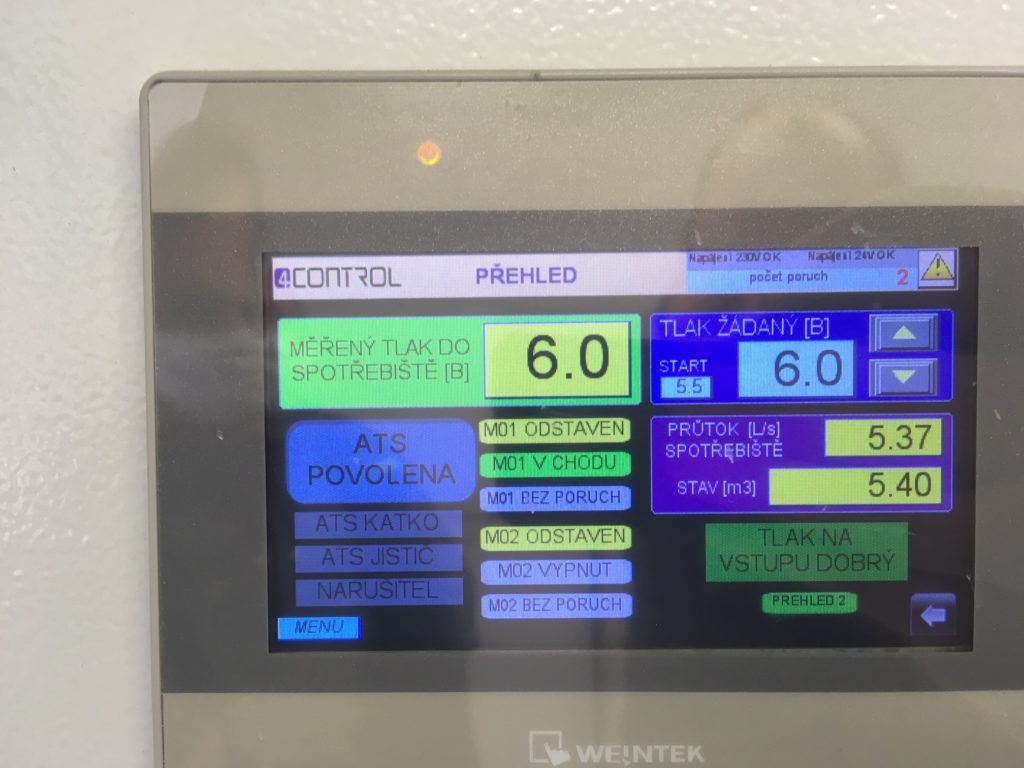 4CONTROL
PŘEHLED
Napájení 230V OK Napájení 24V OK
počet poruch 2
MĚŘENÝ TLAK DO
SPOTŘEBIŠTĚ [B]
6.0
TLAK ŽÁDANÝ [B]
START
5.5
6.0
ATS
POVOLENA
M01 ODSTAVEN
M01 V CHODU
M01 BEZ PORUCH
PRŮTOK [L/s]
SPOTŘEBIŠTĚ
5.37
STAV [m3]
5.40
ATS KATKO
ATS JISTIČ
NARUŠITEL
M02 ODSTAVEN
M02 VYPNUT
M02 BEZ PORUCH
TLAK NA
VSTUPU DOBRÝ
PREHLED 2
MENU
WEINTEK